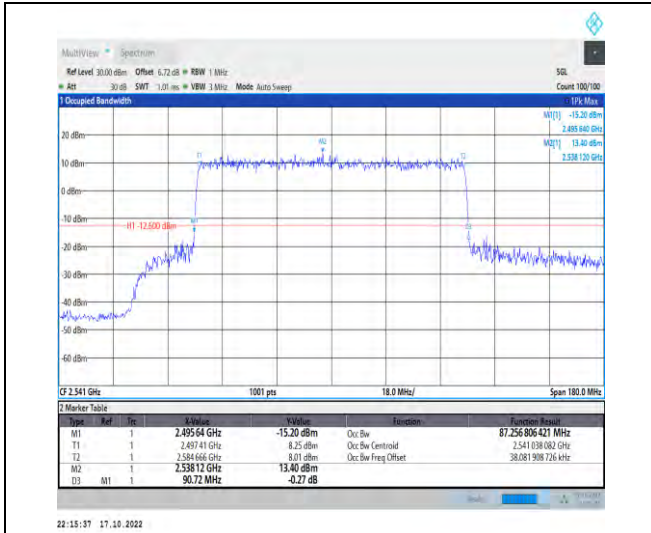 MultiView Spectrum
Ref Level 30.00 dBm Offset 6.72 dB RBW 1 MHz SGL
Att 30 dB SWT 1.01 ms VBW 3 MHz Mode Auto Sweep Count 100/100
1 Occupied Bandwidth 1Pk Max
M1[1] -15.20 dBm
2.495 640 GHz
M2[1] 13.40 dBm
2.538 120 GHz
20 dBm
M2
T1 T2
10 dBm
0 dBm
-10 dBm
H1 -12.600 dBm
M1
D3
-20 dBm
-30 dBm
-40 dBm
-50 dBm
-60 dBm
CF 2.541 GHz 1001 pts 18.0 MHz/ Span 180.0 MHz
2 Marker Table
Type Ref Trc X-Value Y-Value Function Function Result
M1 1 2.495 64 GHz -15.20 dBm Occ Bw 87.256 806 421 MHz
T1 1 2.497 41 GHz 8.25 dBm Occ Bw Centroid 2.541 038 082 GHz
T2 1 2.584 666 GHz 8.01 dBm Occ Bw Freq Offset 38.081 908 726 kHz
M2 1 2.538 12 GHz 13.40 dBm
D3 M1 1 90.72 MHz -0.27 dB
22:15:37 17.10.2022